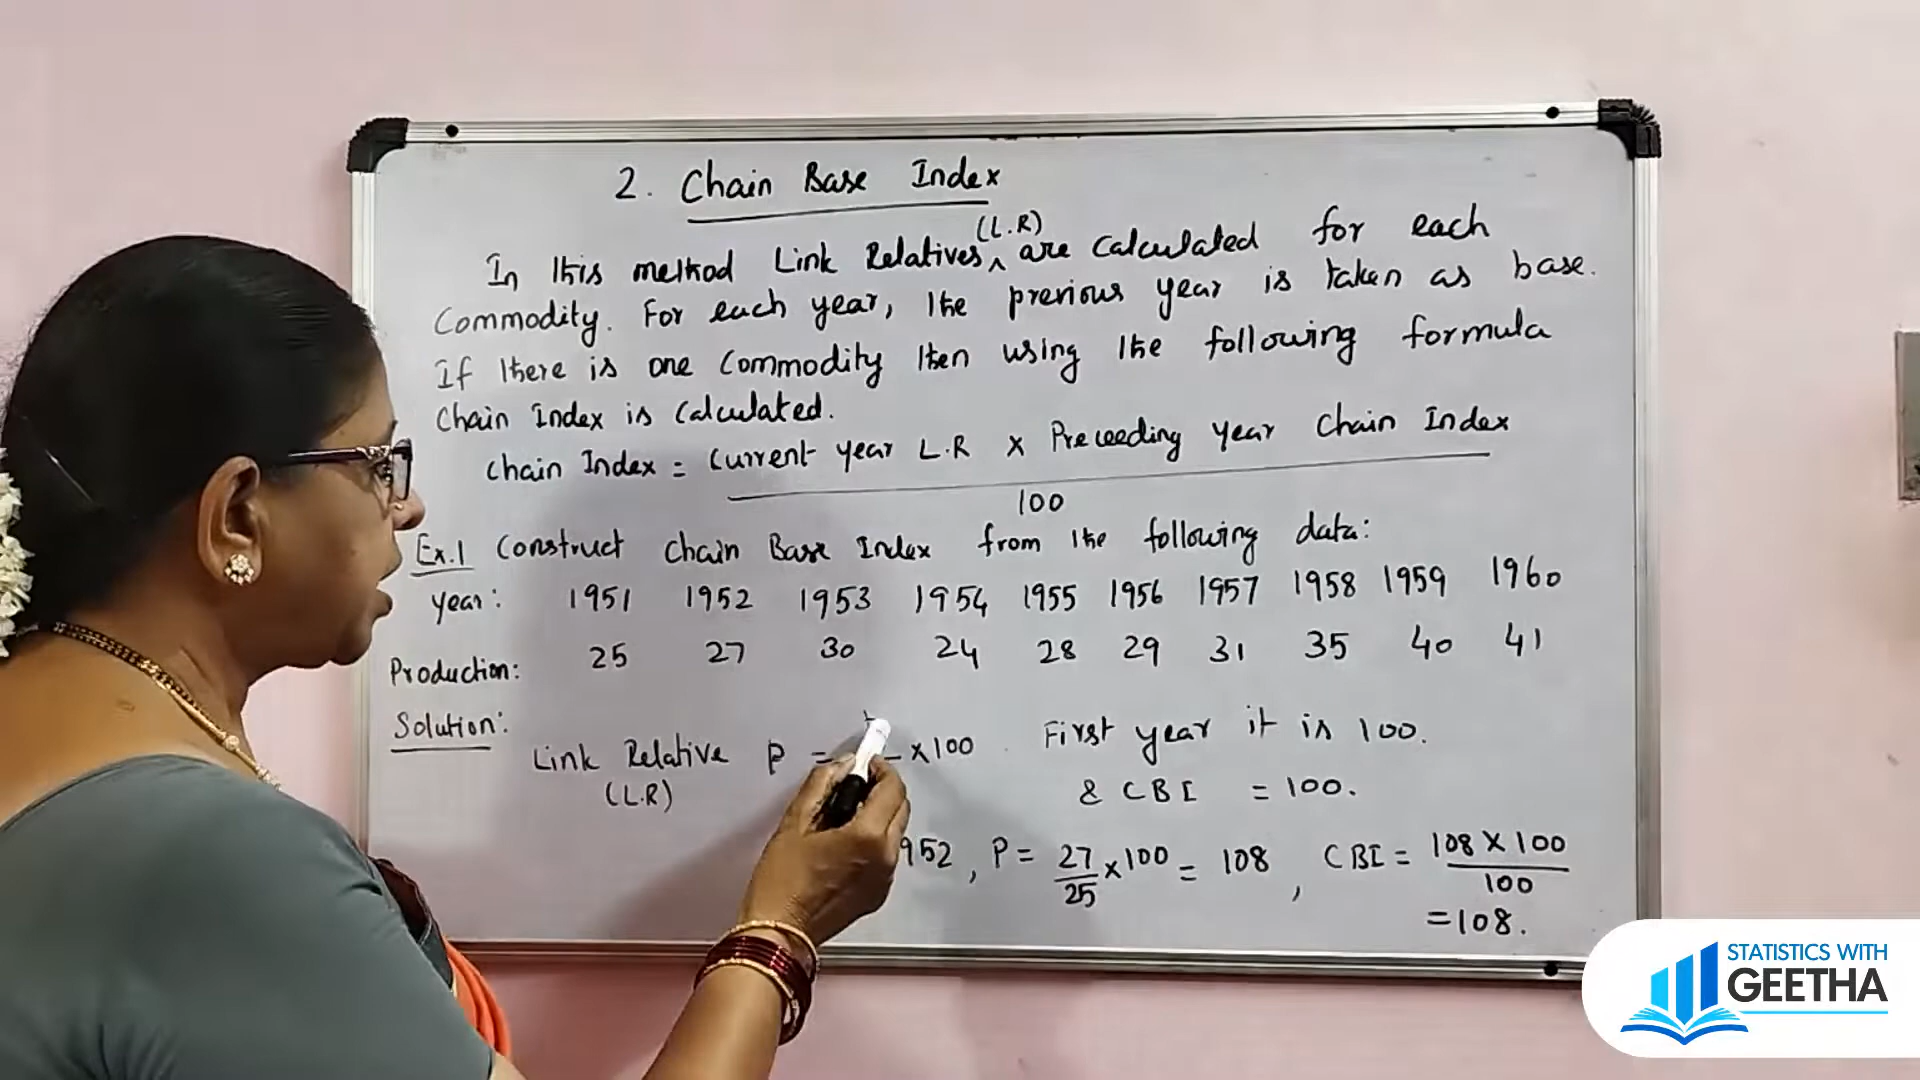 2. Chain Base Index
(L.R)
In this method Link Relatives ^ are calculated for each
Commodity. For each year, the previous year is taken as base.
If there is one commodity then using the following formula
Chain Index is calculated.
Chain Index = Current year L.R x Preceeding year Chain Index
100
Ex.1 Construct Chain Base Index from the following data:
year: 1951 1952 1953 1954 1955 1956 1957 1958 1959 1960
Production: 25 27 30 24 28 29 31 35 40 41
Solution:
Link Relative P = x 100 First year it is 100.
(L.R) & CBI = 100.
952, P = 27/25 x 100 = 108, CBI = 108 X 100
100
= 108.
STATISTICS WITH
GEETHA